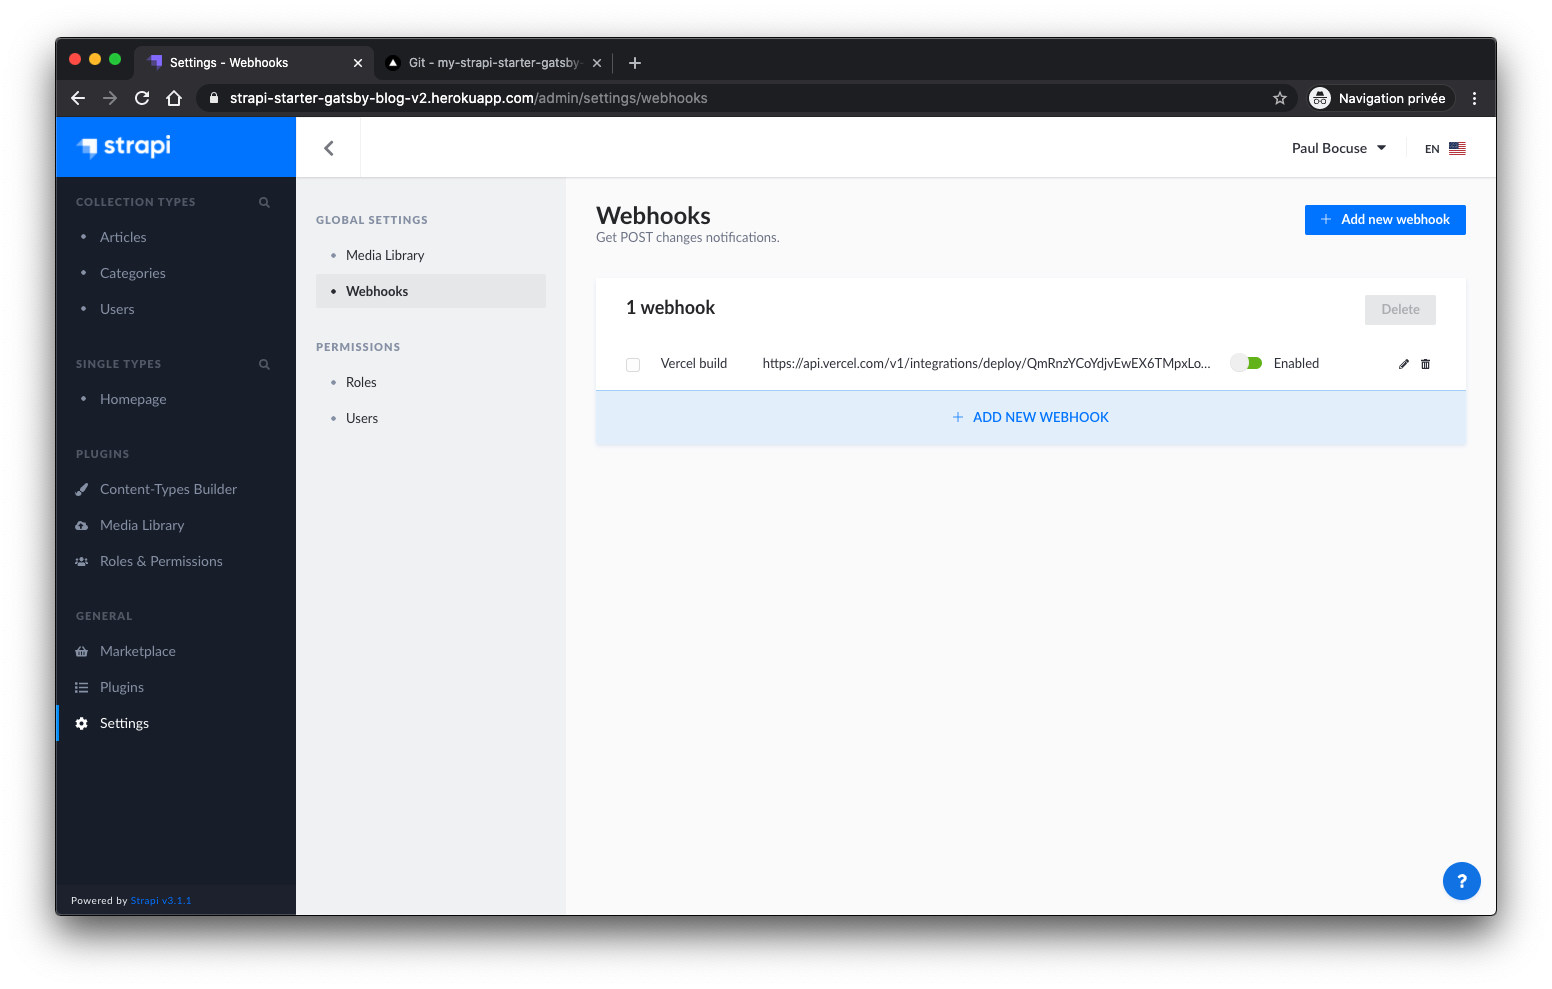 Settings - Webhooks
Git - my-strapi-starter-gatsby-
strapi-starter-gatsby-blog-v2.herokuapp.com/admin/settings/webhooks
Navigation privée
strapi
Paul Bocuse
EN
COLLECTION TYPES
Articles
Categories
Users
SINGLE TYPES
Homepage
PLUGINS
Content-Types Builder
Media Library
Roles & Permissions
GENERAL
Marketplace
Plugins
Settings
Powered by Strapi v3.1.1
GLOBAL SETTINGS
Media Library
Webhooks
PERMISSIONS
Roles
Users
Webhooks
Get POST changes notifications.
Add new webhook
1 webhook
Delete
Vercel build https://api.vercel.com/v1/integrations/deploy/QmRnzYCoYdjvEwEX6TMpxLo... Enabled
ADD NEW WEBHOOK
?